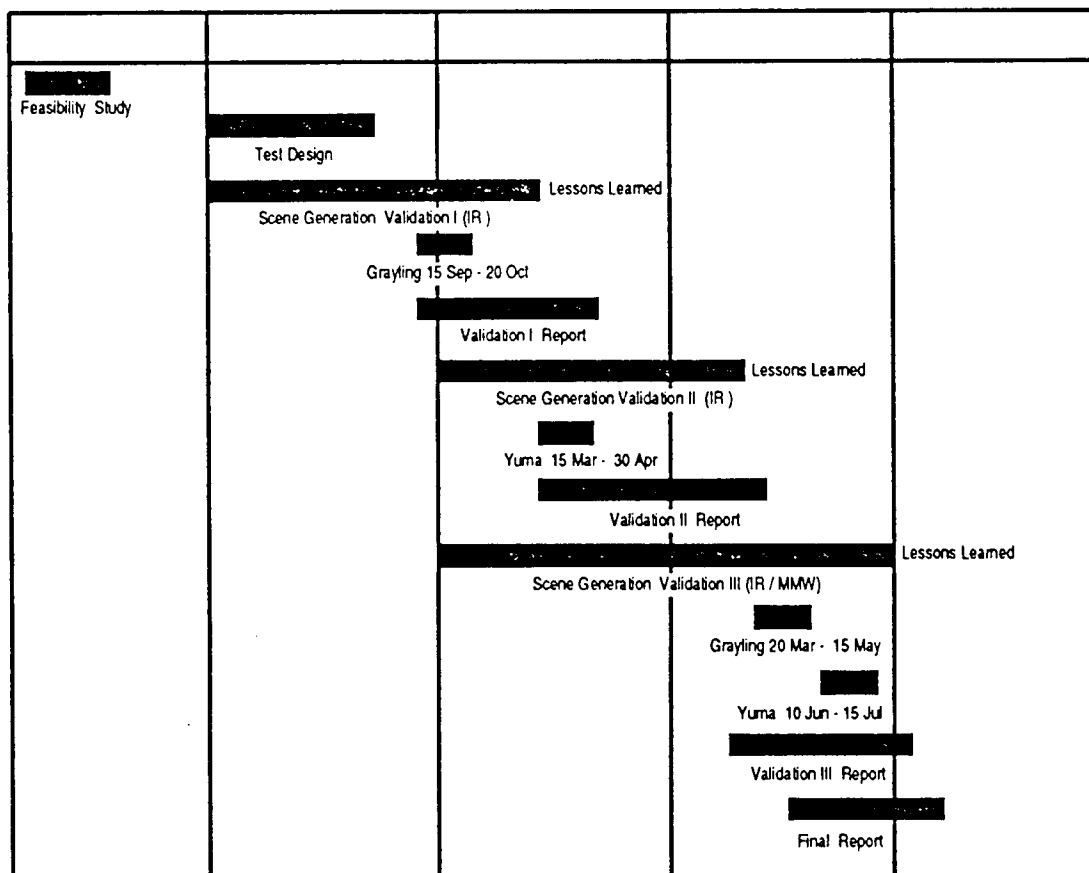 Feasibility Study
Test Design
Lessons Learned
Scene Generation Validation I (IR )
Grayling 15 Sep - 20 Oct
Validation I Report
Lessons Learned
Scene Generation Validation II (IR )
Yuma 15 Mar - 30 Apr
Validation II Report
Lessons Learned
Scene Generation Validation III (IR / MMW)
Grayling 20 Mar - 15 May
Yuma 10 Jun - 15 Jul
Validation III Report
Final Report